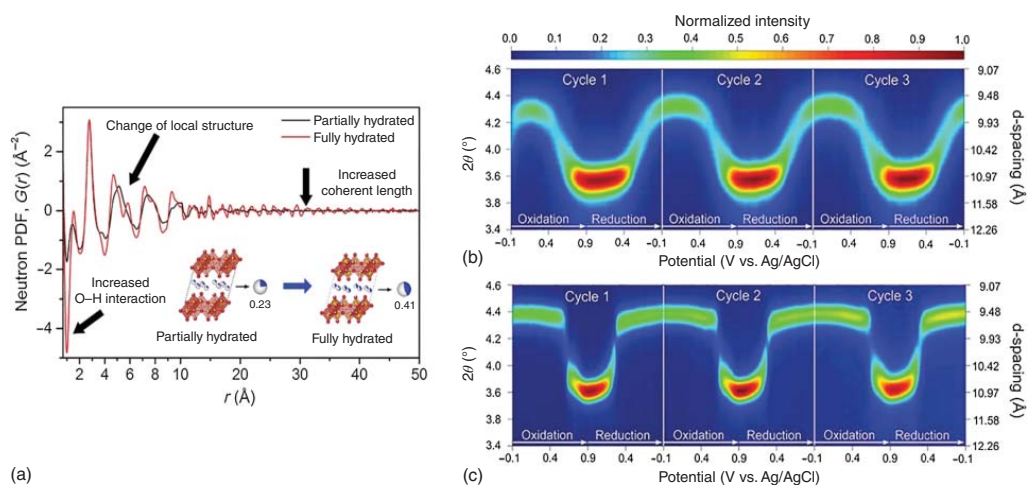 Normalized intensity
0.0 0.1 0.2 0.3 0.4 0.5 0.6 0.7 0.8 0.9 1.0
Neutron PDF, G(r) (Å⁻²)
2
0
−2
−4
Change of local structure
Partially hydrated
Fully hydrated
Increased
coherent length
Increased
O–H interaction
0.23
0.41
Partially hydrated
Fully hydrated
2 4 6 8 10 20 30 40 50
r (Å)
(a)
4.6
4.4
4.2
4.0
3.6
3.8
3.4
2θ (°)
Cycle 1 Cycle 2 Cycle 3
Oxidation Reduction Oxidation Reduction Oxidation Reduction
9.07
9.48
9.93
10.42
10.97
11.58
12.26
d-spacing (Å)
−0.1 0.4 0.9 0.4 −0.1 0.4 0.9 0.4 −0.1 0.4 0.9 0.4 −0.1
(b)
Potential (V vs. Ag/AgCl)
4.6
4.4
4.2
4.0
3.6
3.6
3.4
2θ (°)
Cycle 1 Cycle 2 Cycle 3
Oxidation Reduction Oxidation Reduction Oxidation Reduction
9.07
9.48
9.93
10.42
10.97
11.58
12.26
d-spacing (Å)
−0.1 0.4 0.9 0.4 −0.1 0.4 0.9 0.4 −0.1 0.4 0.9 0.4 −0.1
(c)
Potential (V vs. Ag/AgCl)